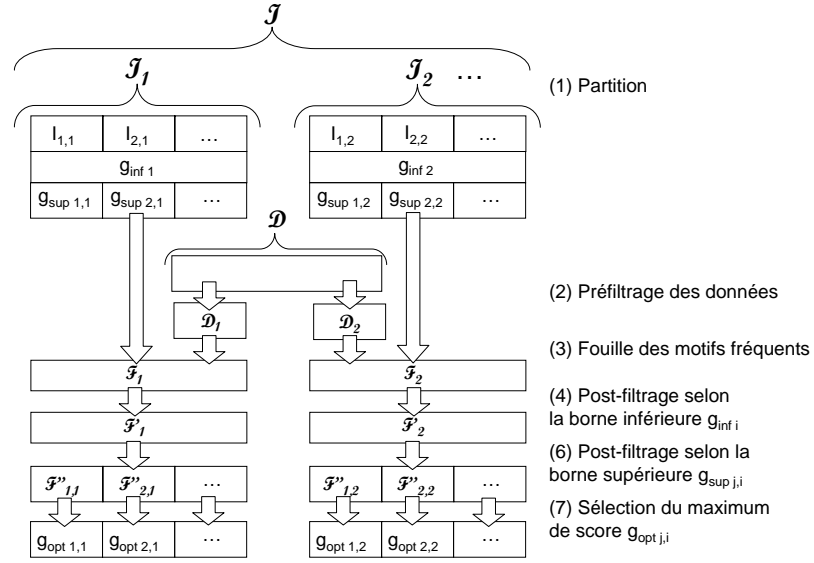 𝒥
𝒥1 𝒥2 …
(1) Partition
I1,1 I2,1 … I1,2 I2,2 …
ginf 1 ginf 2
gsup 1,1 gsup 2,1 … gsup 1,2 gsup 2,2 …
𝒟
(2) Préfiltrage des données
𝒟1 𝒟2
(3) Fouille des motifs fréquents
ℱ1 ℱ2
(4) Post-filtrage selon
la borne inférieure ginf i
ℱ'1 ℱ'2
(6) Post-filtrage selon la
borne supérieure gsup j,i
ℱ''1,1 ℱ''2,1 … ℱ''1,2 ℱ''2,2 …
(7) Sélection du maximum
de score gopt j,i
gopt 1,1 gopt 2,1 … gopt 1,2 gopt 2,2 …